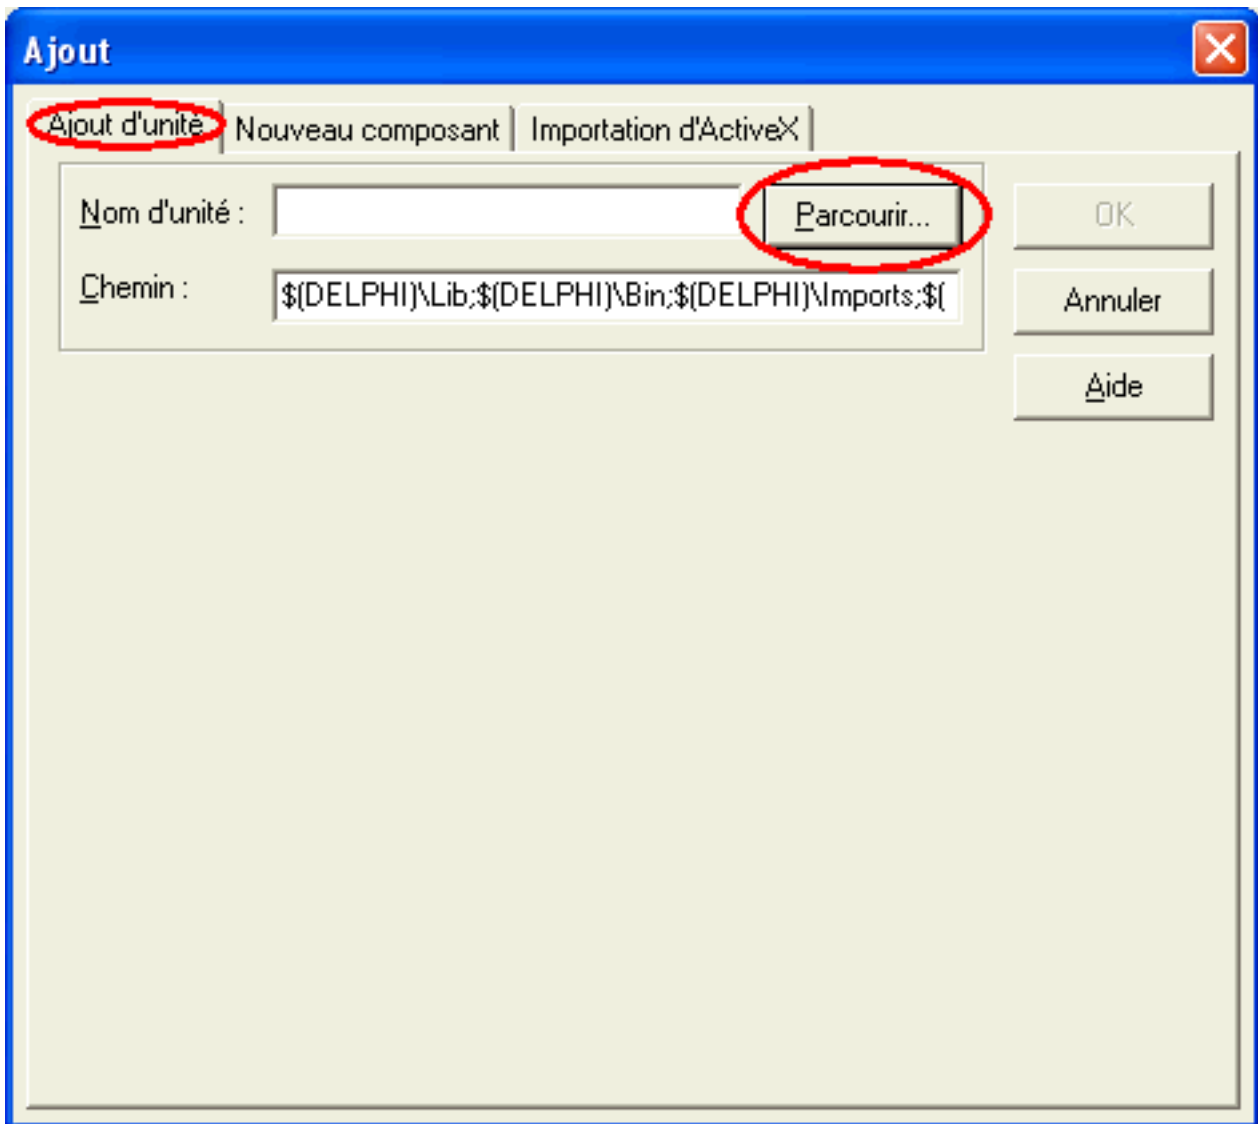 Ajout
Ajout d'unité Nouveau composant Importation d'ActiveX
Nom d'unité : Parcourir... OK
Chemin : $(DELPHI)\Lib;$(DELPHI)\Bin;$(DELPHI)\Imports;$( Annuler
Aide